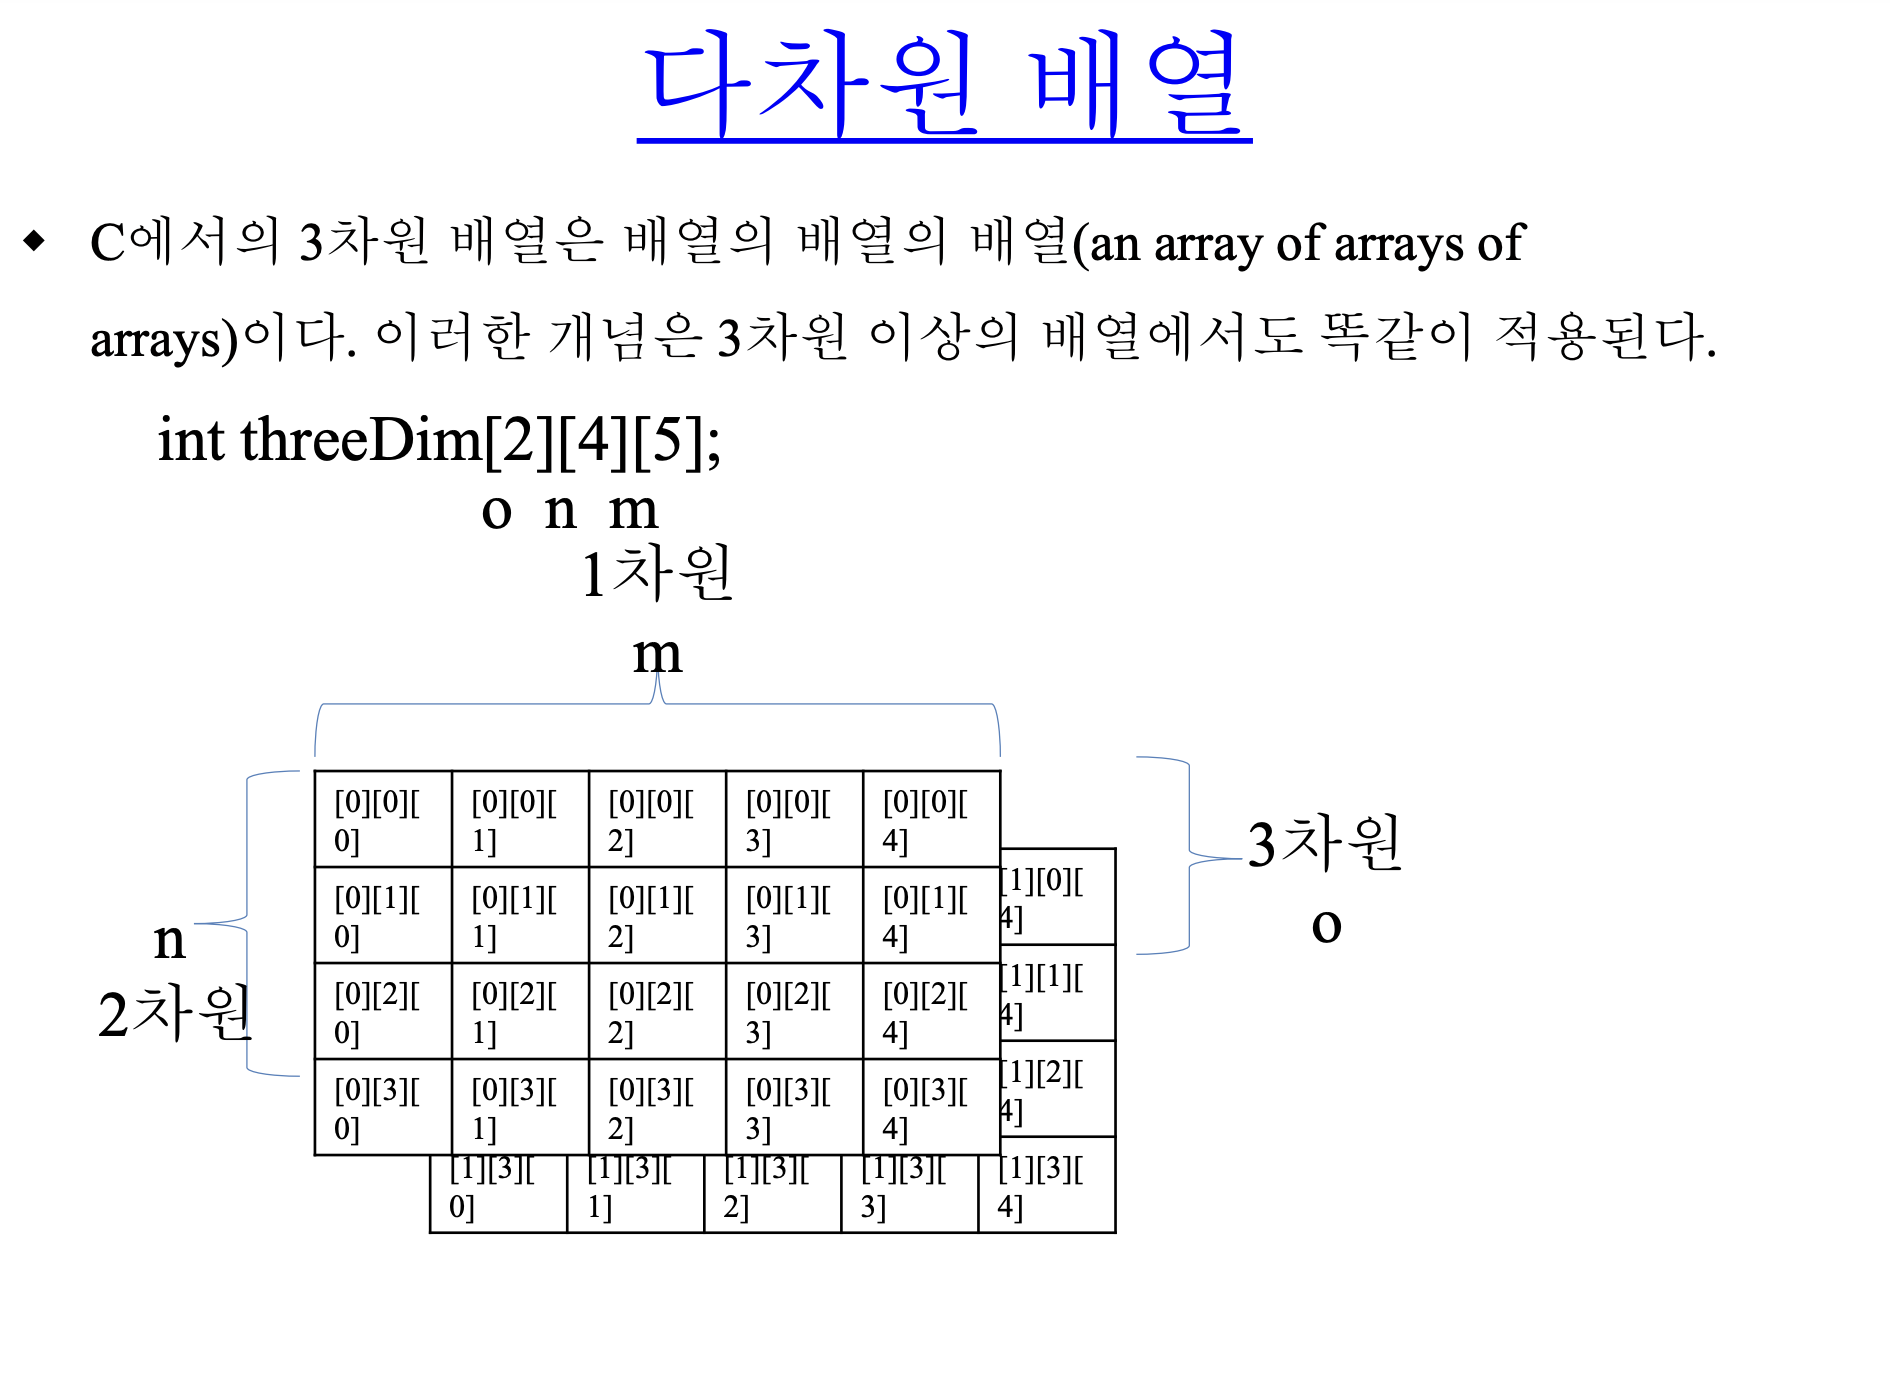 다차원 배열
◆ C에서의 3차원 배열은 배열의 배열의 배열(an array of arrays of
arrays)이다. 이러한 개념은 3차원 이상의 배열에서도 똑같이 적용된다.
int threeDim[2][4][5];
o n m
1차원
m
[0][0][ [0][0][ [0][0][ [0][0][ [0][0][
0] 1] 2] 3] 4]
[1][0][
4]
[0][1][ [0][1][ [0][1][ [0][1][ [0][1][
0] 1] 2] 3] 4]
[1][1][
4]
[0][2][ [0][2][ [0][2][ [0][2][ [0][2][
0] 1] 2] 3] 4]
[1][2][
4]
[0][3][ [0][3][ [0][3][ [0][3][ [0][3][
0] 1] 2] 3] 4]
[1][3][ [1][3][ [1][3][ [1][3][ [1][3][
0] 1] 2] 3] 4]
n
2차원
3차원
o